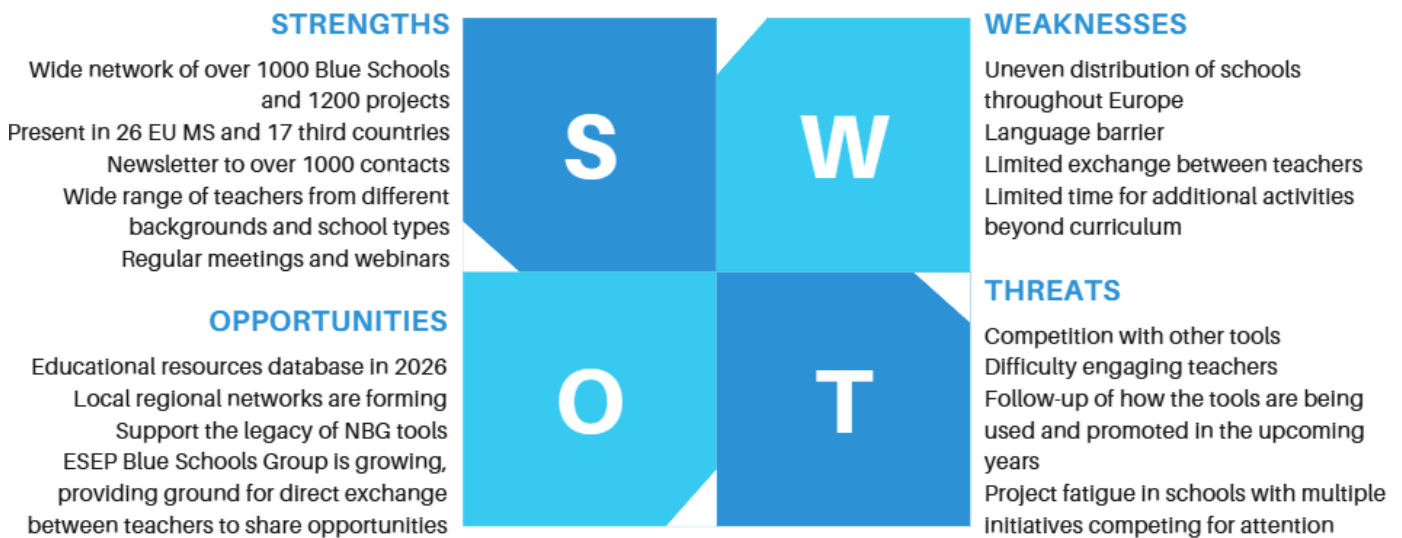 STRENGTHS
Wide network of over 1000 Blue Schools
and 1200 projects
Present in 26 EU MS and 17 third countries
Newsletter to over 1000 contacts
Wide range of teachers from different
backgrounds and school types
Regular meetings and webinars
S
W
WEAKNESSES
Uneven distribution of schools
throughout Europe
Language barrier
Limited exchange between teachers
Limited time for additional activities
beyond curriculum
OPPORTUNITIES
Educational resources database in 2026
Local regional networks are forming
Support the legacy of NBG tools
ESEP Blue Schools Group is growing,
providing ground for direct exchange
between teachers to share opportunities
O
T
THREATS
Competition with other tools
Difficulty engaging teachers
Follow-up of how the tools are being
used and promoted in the upcoming
years
Project fatigue in schools with multiple
initiatives competing for attention